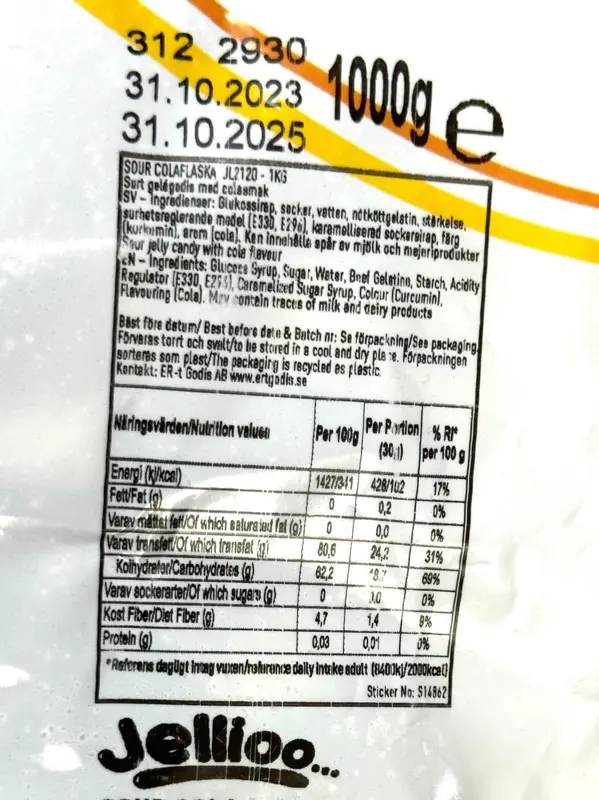 312 2930
31.10.2023
31.10.2025
1000g e
SOUR COLAFLASKA JL2120 - 1KG
Surt gelégodis med colasmak
SV - Ingredienser: Glukossirap, socker, vatten, nötköttgelatin, stärkelse,
surhetsreglerande medel (E330, E296), karamelliserad sockersirap, färg
(kurkumin), arom (cola). Kan innehålla spår av mjölk och mejeriprodukter
Sour jelly candy with cola flavour
EN - Ingredients: Glucose Syrup, Sugar, Water, Beef Gelatine, Starch, Acidity
Regulator (E330, Caramelized Sugar Syrup, Colour (Curcumin),
Flavouring (Cola). May contain traces of milk and dairy products
Bäst före datum/ Best before date & Batch nr: Se förpackning/See packaging.
Förvaras torrt och svalt/to be stored in a cool and dry place. Förpackningen
sorteras som plast/The packaging is recycled as plastic.
Kontakt: ER-t Godis AB www.ertgodis.se
Näringsvärden/Nutrition values Per 100g Per Portion (30g) % RI* per 100 g
Energi (kj/kcal) 1427/341 428/102 17%
Fett/Fat (g) 0 0,2 0%
Varav mättat fett/Of which saturated fat (g) 0 0,0 0%
Varav transfett/Of which transfat (g) 80,6 24,2 31%
Kolhydrater/Carbohydrates (g) 62,2 69%
Varav sockerarter/Of which sugars (g) 0 0%
Kost Fiber/Diet Fiber (g) 4,7 1,4 9%
Protein (g) 0,03 0,01 0%
*Referens dagligt intag vuxen/reference daily intake adult (8400kj/2000kcal)
Sticker No: S14862
Jellioo...